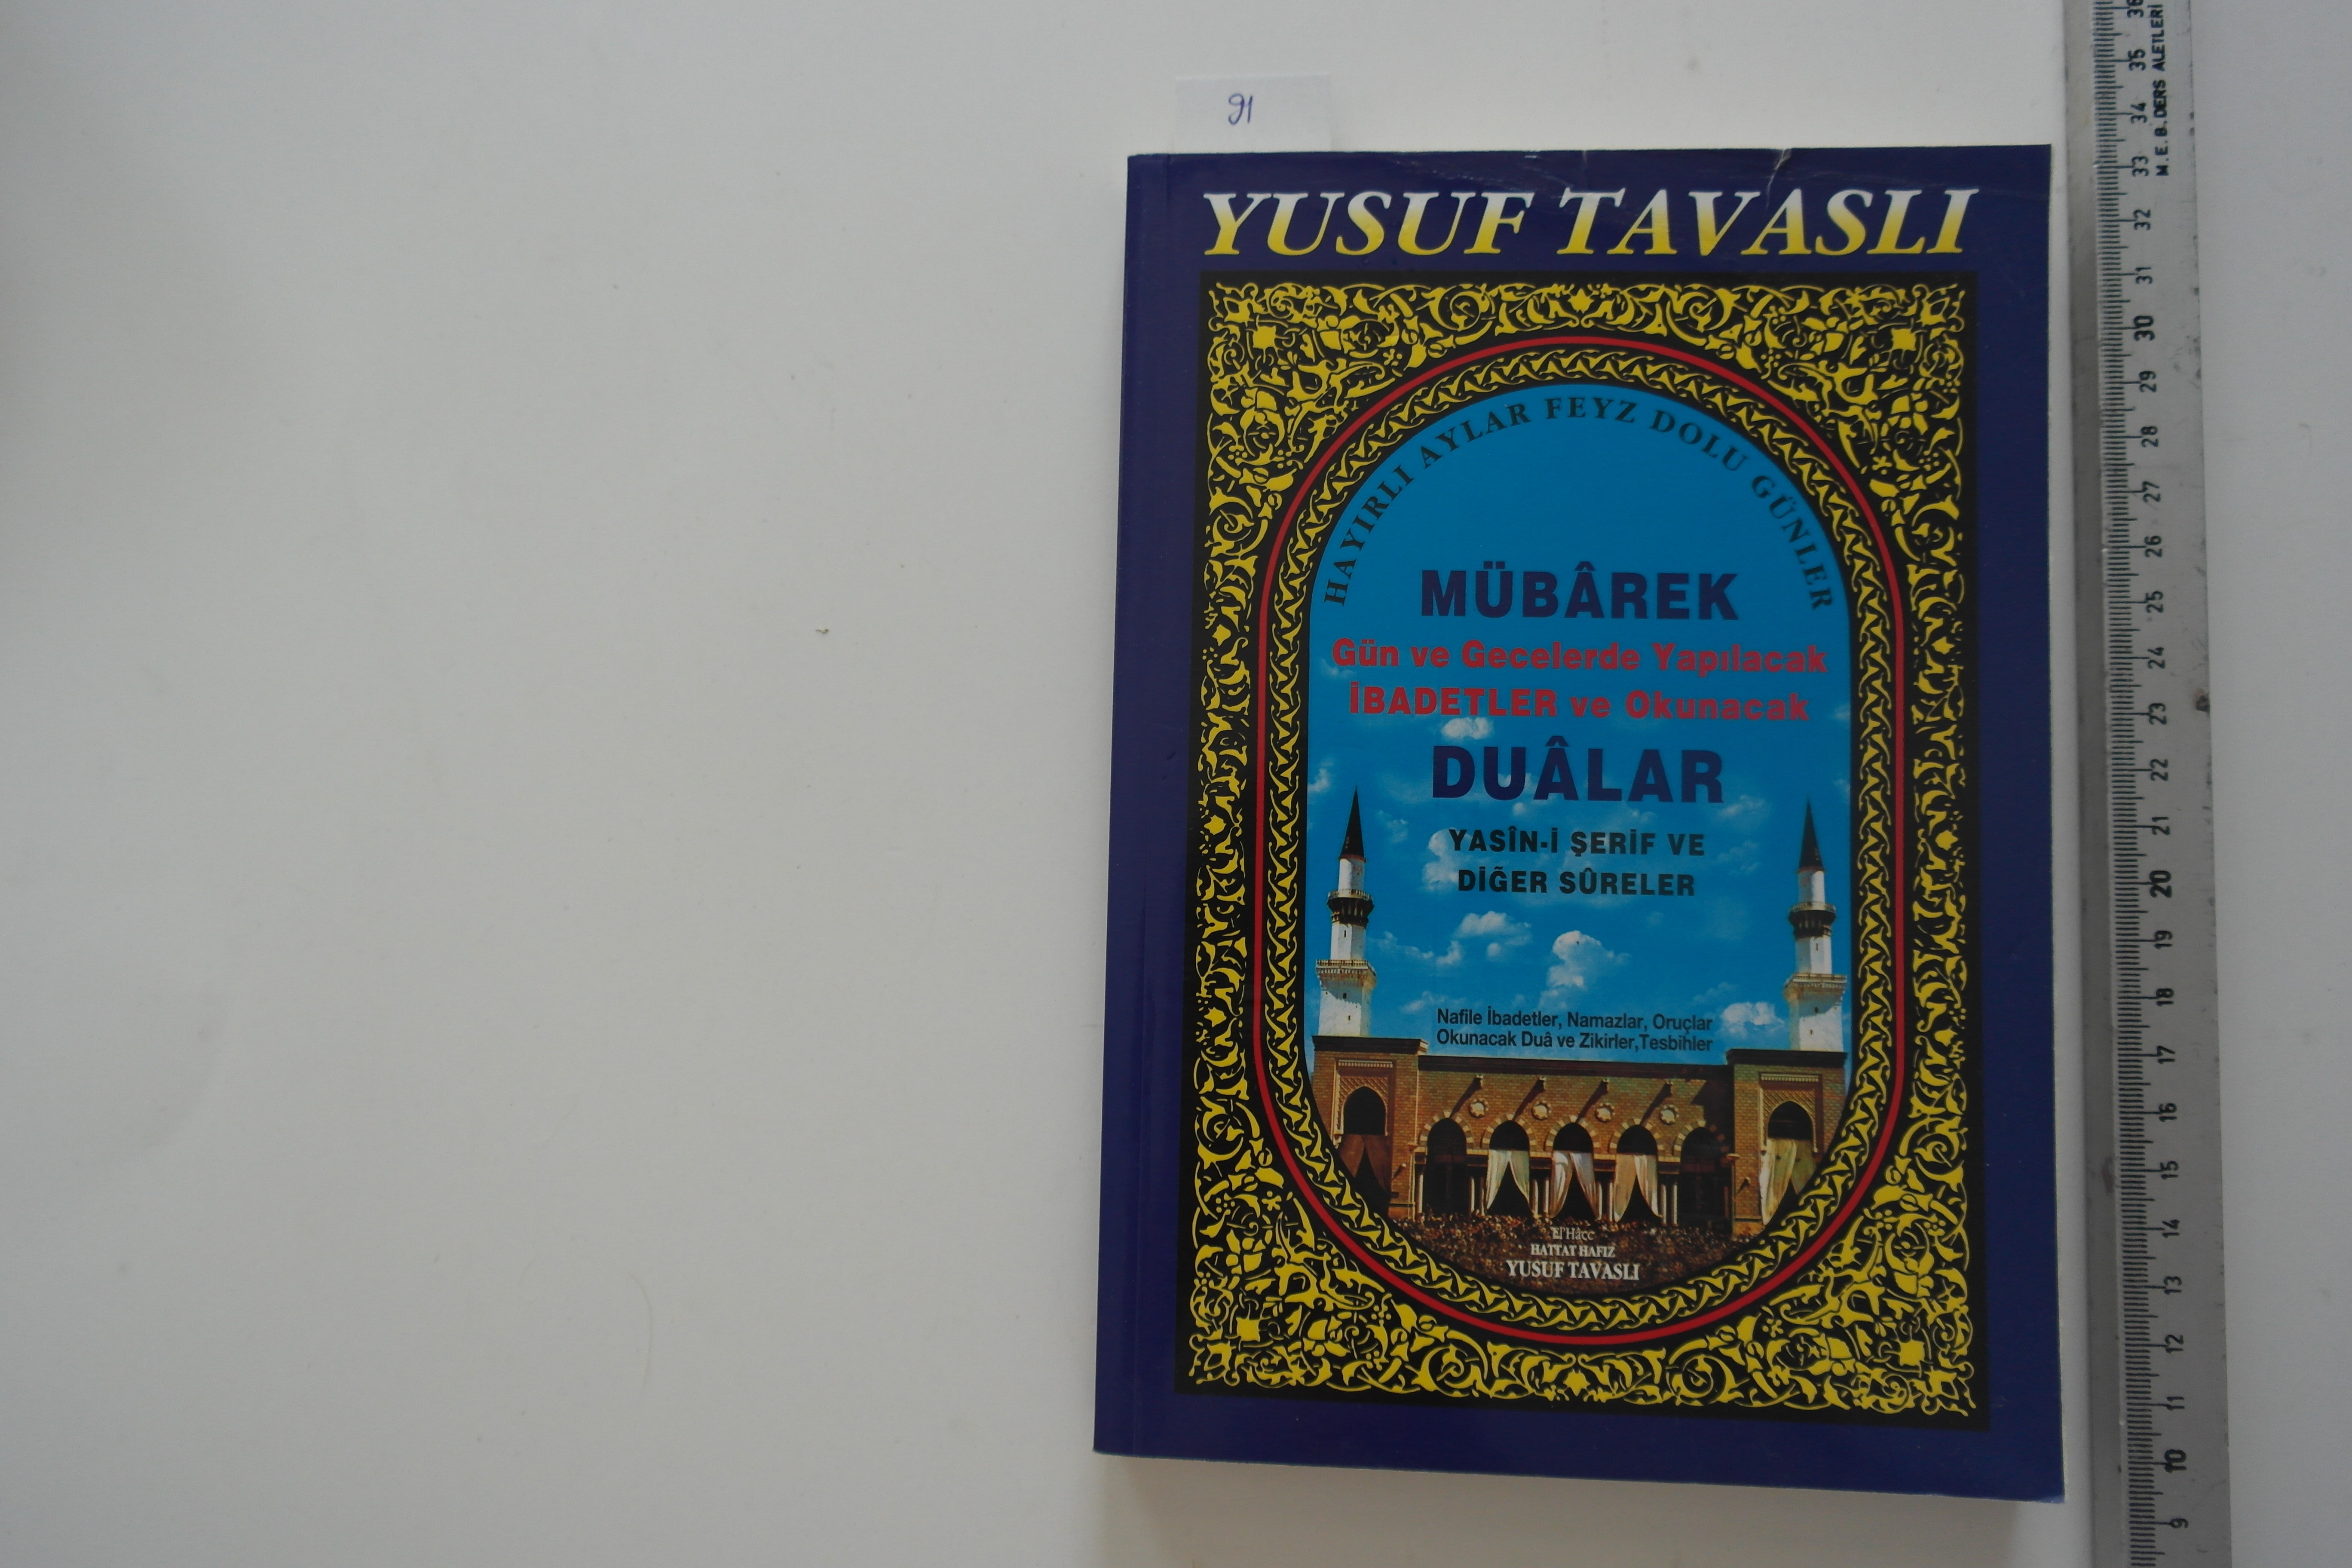 91
YUSUF TAVASLI
HAYIRLI AYLAR FEYZ DOLU GÜNLER
MÜBÂREK
Gün ve Gecelerde Yapılacak
İBADETLER ve Okunacak
DUÂLAR
YASÎN-İ ŞERİF VE
DİĞER SÛRELER
Nafile İbadetler, Namazlar, Oruçlar
Okunacak Duâ ve Zikirler,Tesbihler
El'Hâcc
HATTAT HAFIZ
YUSUF TAVASLI
M.E.B. DERS ALETLERİ
36
35
34
33
32
31
30
29
28
27
26
25
24
23
22
21
20
19
18
17
16
15
14
13
12
11
10
9